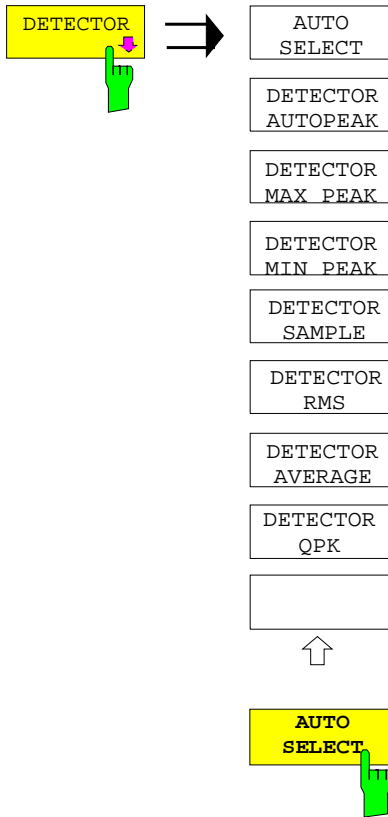 DETECTOR
AUTO
SELECT
DETECTOR
AUTOPEAK
DETECTOR
MAX PEAK
DETECTOR
MIN PEAK
DETECTOR
SAMPLE
DETECTOR
RMS
DETECTOR
AVERAGE
DETECTOR
QPK
AUTO
SELECT